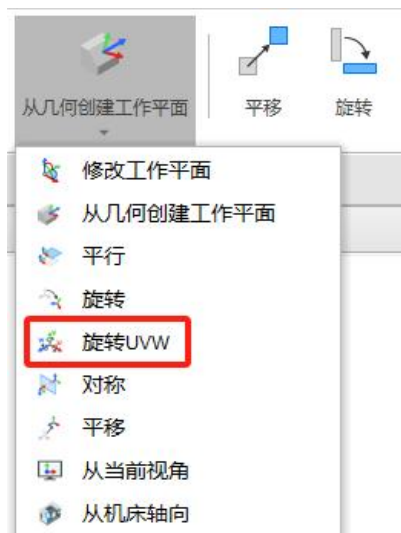 从几何创建工作平面
平移
旋转
修改工作平面
从几何创建工作平面
平行
旋转
旋转UVW
对称
平移
从当前视角
从机床轴向